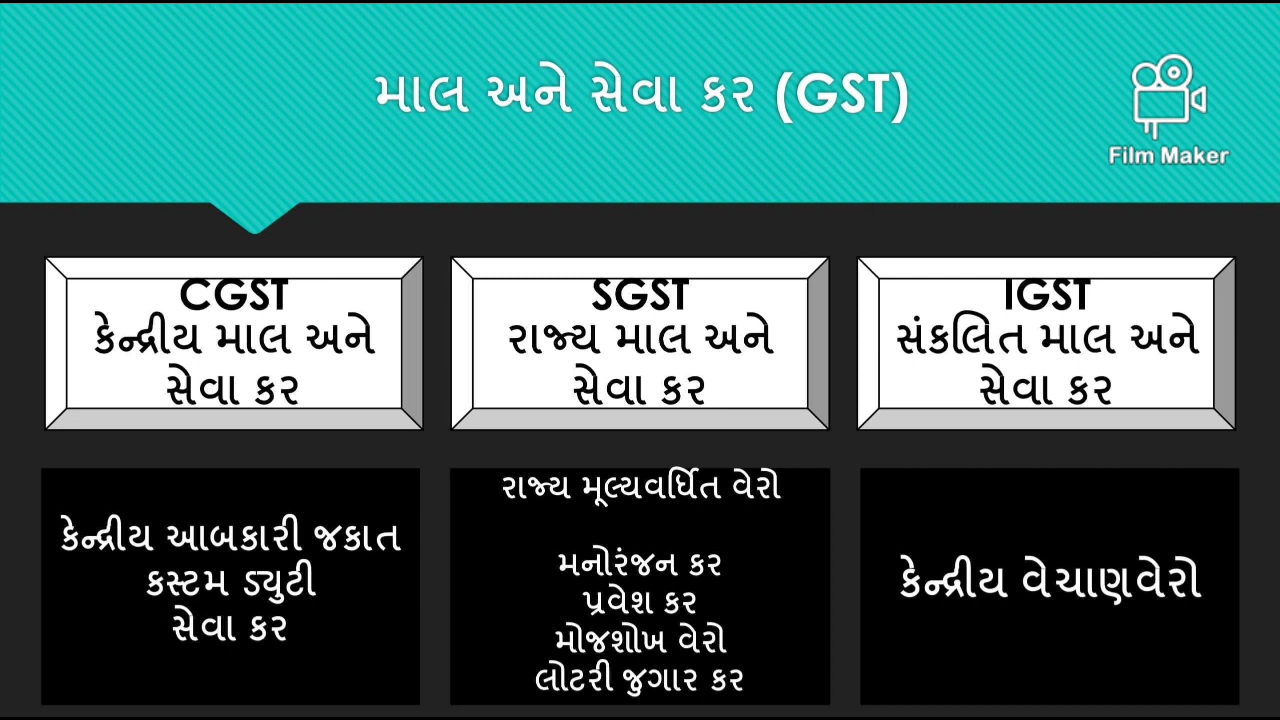 માલ અને સેવા કર (GST)
Film Maker
CGST
કેન્દ્રીય માલ અને
સેવા કર
SGST
રાજ્ય માલ અને
સેવા કર
IGST
સંકલિત માલ અને
સેવા કર
કેન્દ્રીય આબકારી જકાત
કસ્ટમ ડ્યુટી
સેવા કર
રાજ્ય મૂલ્યવર્ધિત વેરો
મનોરંજન કર
પ્રવેશ કર
મોજશોખ વેરો
લોટરી જુગાર કર
કેન્દ્રીય વેચાણવેરો